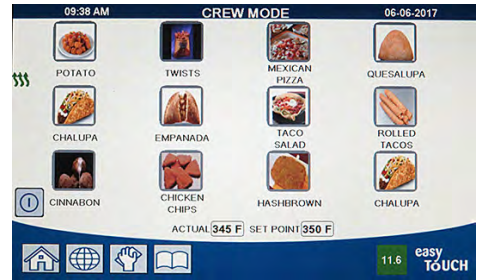 09:38 AM CREW MODE 06-06-2017
POTATO TWISTS MEXICAN PIZZA QUESALUPA
CHALUPA EMPANADA TACO SALAD ROLLED TACOS
CINNABON CHICKEN CHIPS HASHBROWN CHALUPA
ACTUAL 345 F SET POINT 350 F
11.6 easy ToUCH